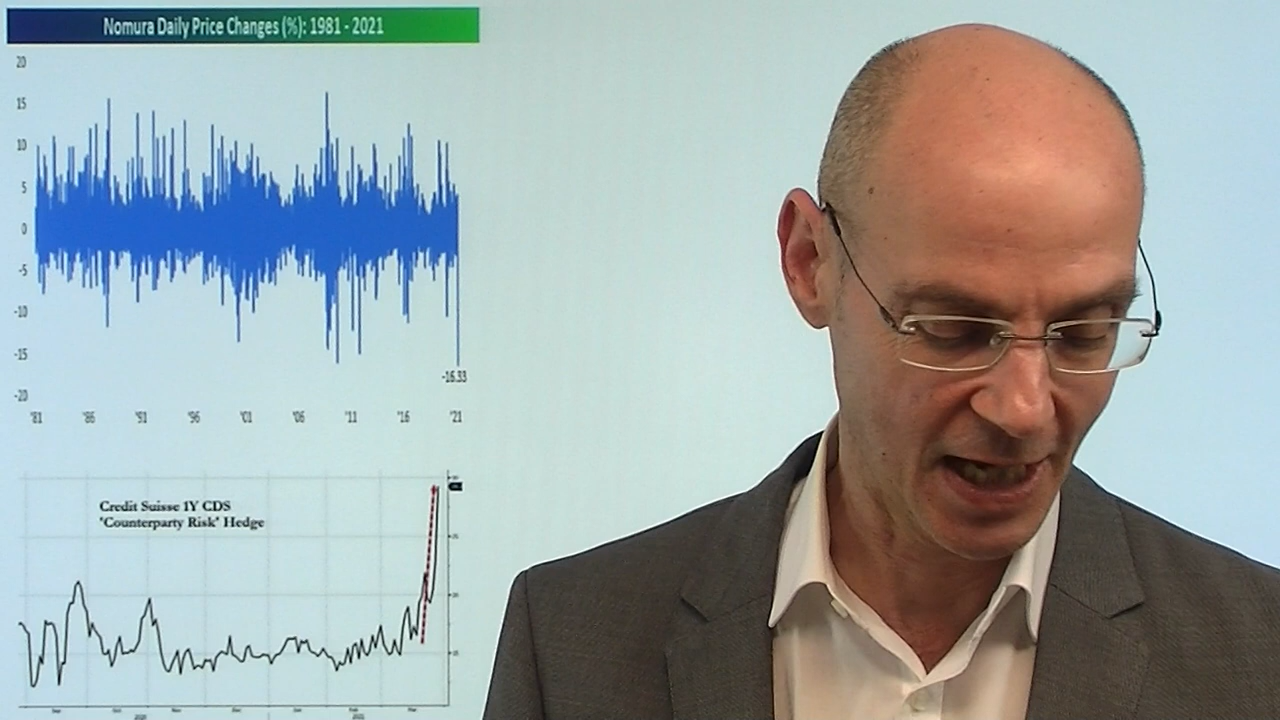 Nomura Daily Price Changes (%): 1981 - 2021
20
15
10
5
0
-5
-10
-15
-20
-16.33
'81 '86 '91 '96 '01 '06 '11 '16 '21
Credit Suisse 1Y CDS
'Counterparty Risk' Hedge